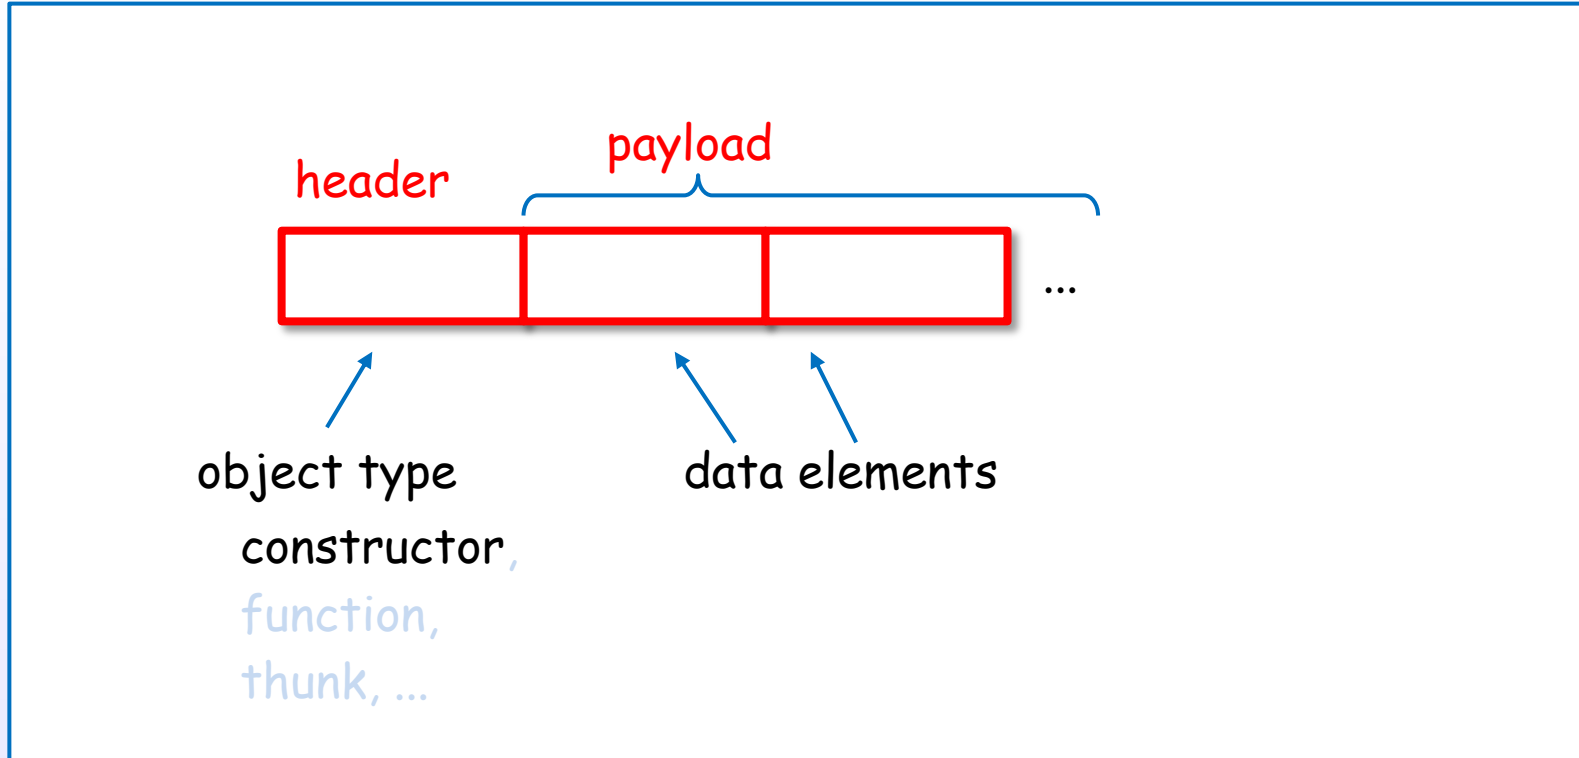 payload
header
...
object type
data elements
constructor,
function,
thunk, ...